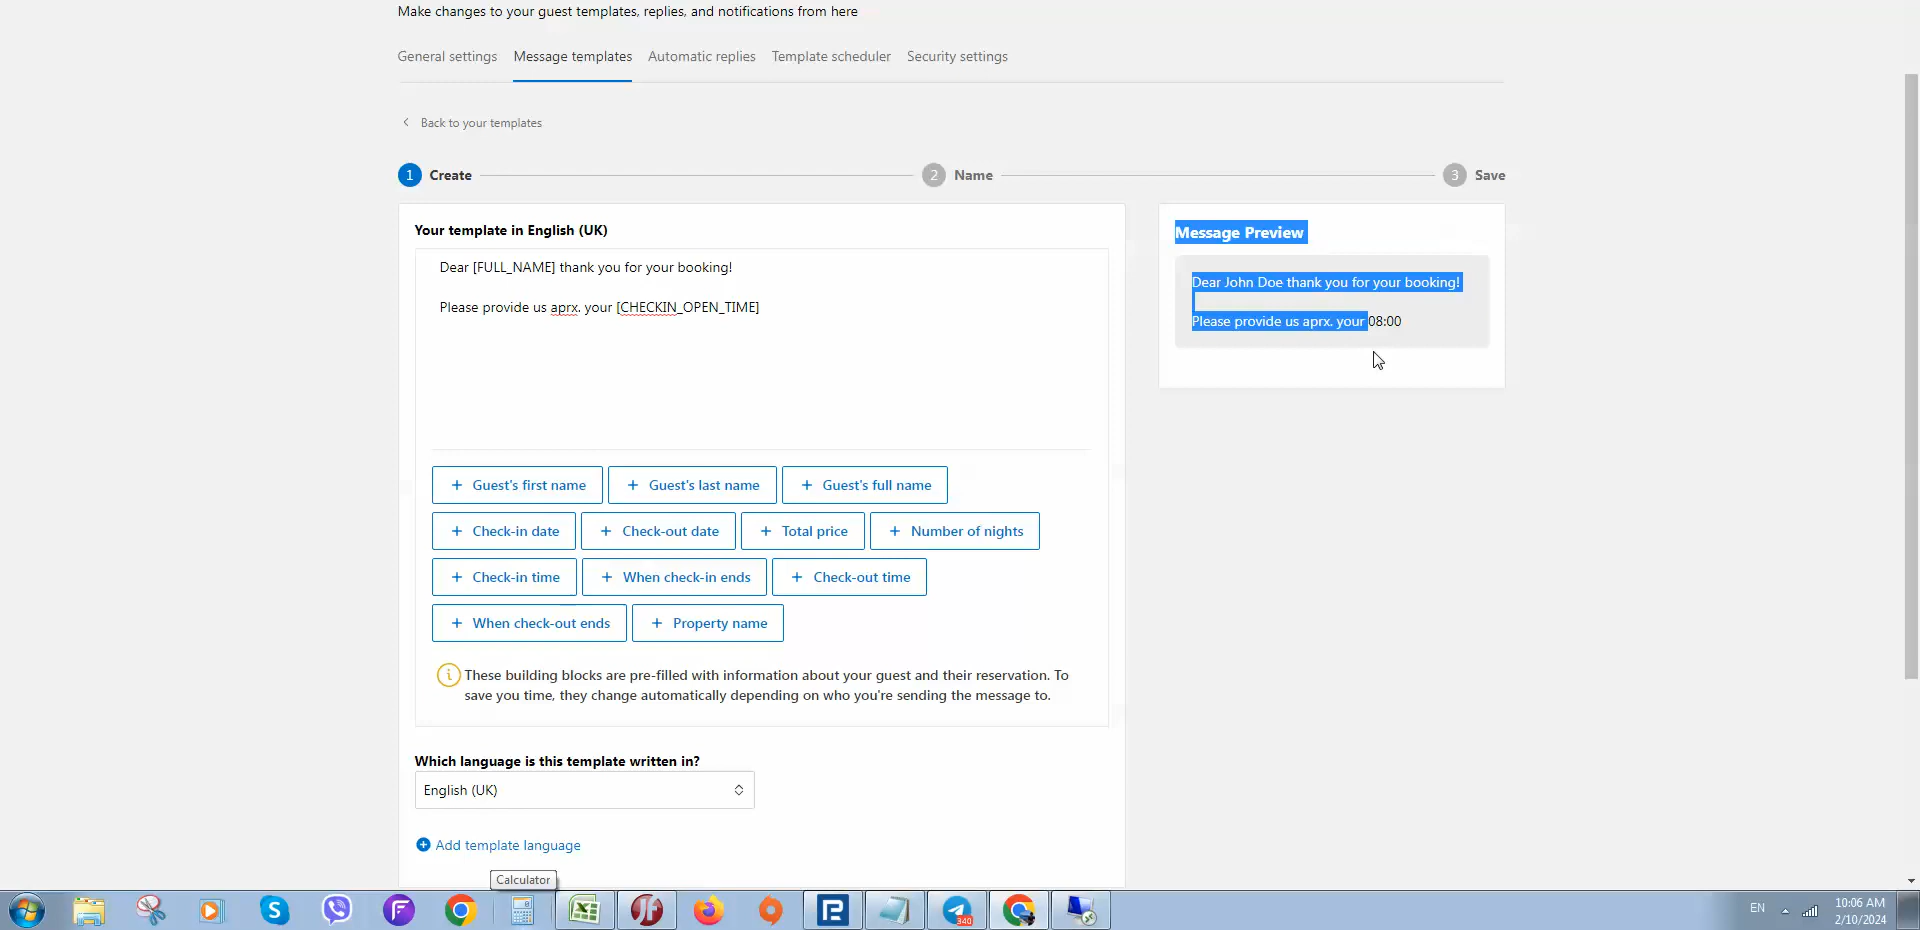 Make changes to your guest templates, replies, and notifications from here
General settings
Message templates
Automatic replies
Template scheduler
Security settings
Back to your templates
1 Create
2 Name
3 Save
Your template in English (UK)
Dear [FULL_NAME] thank you for your booking!
Please provide us aprx. your [CHECKIN_OPEN_TIME]
Message Preview
Dear John Doe thank you for your booking!
Please provide us aprx. your 08:00
+ Guest's first name
+ Guest's last name
+ Guest's full name
+ Check-in date
+ Check-out date
+ Total price
+ Number of nights
+ Check-in time
+ When check-in ends
+ Check-out time
+ When check-out ends
+ Property name
These building blocks are pre-filled with information about your guest and their reservation. To
save you time, they change automatically depending on who you're sending the message to.
Which language is this template written in?
English (UK)
Add template language
Calculator
340
EN
10:06 AM
2/10/2024